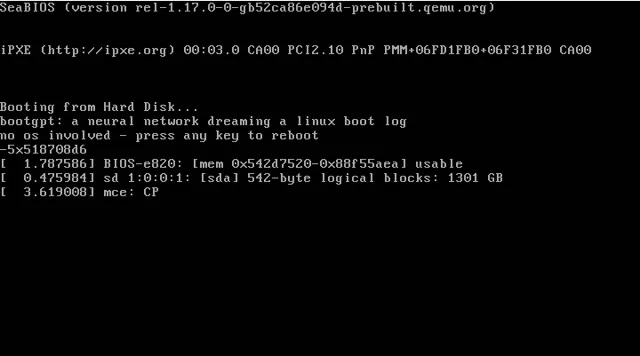 SeaBIOS (version rel-1.17.0-0-gb52ca86e094d-prebuilt.qemu.org)
iPXE (http://ipxe.org) 00:03.0 CA00 PCI2.10 PnP PMM+06FD1FB0+06F31FB0 CA00
Booting from Hard Disk...
bootgpt: a neural network dreaming a linux boot log
no os involved - press any key to reboot
-5x518708d6
[  1.787586] BIOS-e820: [mem 0x542d7520-0x88f55aea] usable
[  0.475984] sd 1:0:0:1: [sda] 542-byte logical blocks: 1301 GB
[  3.619008] mce: CP